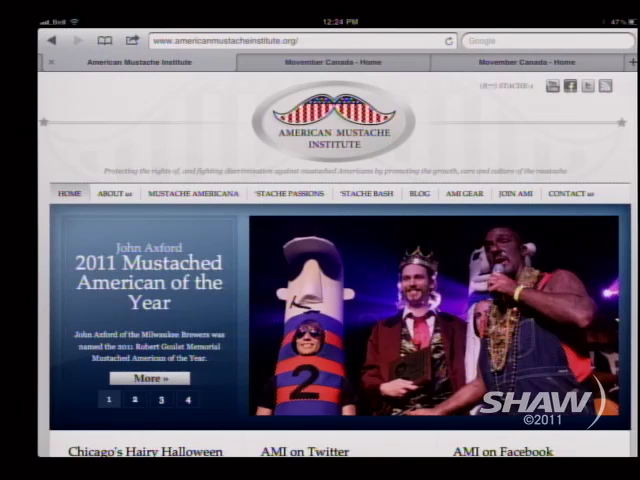 Bell
12:24 PM
47%
www.americanmustacheinstitute.org/
Google
American Mustache Institute
Movember Canada - Home
Movember Canada - Home
AMERICAN MUSTACHE
INSTITUTE
Protecting the rights of, and fighting discrimination against mustached Americans by promoting the growth, care and culture of the mustache
HOME
ABOUT us
MUSTACHE AMERICANA
'STACHE PASSIONS
'STACHE BASH
BLOG
AMI GEAR
JOIN AMI
CONTACT us
John Axford
2011 Mustached
American of the
Year
John Axford of the Milwaukee Brewers was
named the 2011 Robert Goulet Memorial
Mustached American of the Year.
More »
1 2 3 4
2
SHAW
©2011
Chicago's Hairy Halloween
AMI on Twitter
AMI on Facebook